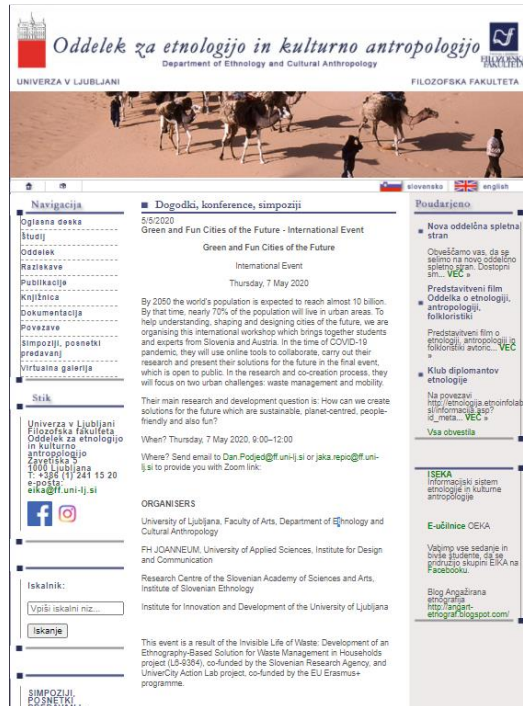 Oddelek za etnologijo in kulturno antropologijo
Department of Ethnology and Cultural Anthropology
FILOZOFSKA
FAKULTETA
UNIVERZA V LJUBLJANI
FILOZOFSKA FAKULTETA
slovensko
english
Navigacija
Oglasna deska
Študij
Oddelek
Raziskave
Publikacije
Knjižnica
Dokumentacija
Povezave
Simpoziji, posnetki
predavanj
Virtualna galerija
Stik
Univerza v Ljubljani
Filozofska fakulteta
Oddelek za etnologijo
in kulturno
antropologijo
Zavetiška 5
1000 Ljubljana
T: +386 (1) 241 15 20
e-pošta:
eika@ff.uni-lj.si
Iskalnik:
Vpiši iskalni niz...
Iskanje
SIMPOZIJI,
POSNETKI
Dogodki, konference, simpoziji
5/5/2020
Green and Fun Cities of the Future - International Event
Green and Fun Cities of the Future
International Event
Thursday, 7 May 2020
By 2050 the world's population is expected to reach almost 10 billion.
By that time, nearly 70% of the population will live in urban areas. To
help understanding, shaping and designing cities of the future, we are
organising this international workshop which brings together students
and experts from Slovenia and Austria. In the time of COVID-19
pandemic, they will use online tools to collaborate, carry out their
research and present their solutions for the future in the final event,
which is open to public. In the research and co-creation process, they
will focus on two urban challenges: waste management and mobility.
Their main research and development question is: How can we create
solutions for the future which are sustainable, planet-centred, people-
friendly and also fun?
When? Thursday, 7 May 2020, 9:00–12:00
Where? Send email to Dan.Podjed@ff.uni-lj.si or jaka.repic@ff.uni-
lj.si to provide you with Zoom link:
ORGANISERS
University of Ljubljana, Faculty of Arts, Department of Ethnology and
Cultural Anthropology
FH JOANNEUM, University of Applied Sciences, Institute for Design
and Communication
Research Centre of the Slovenian Academy of Sciences and Arts,
Institute of Slovenian Ethnology
Institute for Innovation and Development of the University of Ljubljana
This event is a result of the Invisible Life of Waste: Development of an
Ethnography-Based Solution for Waste Management in Households
project (L6-9364), co-funded by the Slovenian Research Agency, and
UniverCity Action Lab project, co-funded by the EU Erasmus+
programme.
Poudarjeno
Nova oddelčna spletna
stran
Obveščamo vas, da se
selimo na novo oddelčno
spletno stran. Dostopni
sm... VEČ »
Predstavitveni film
Oddelka o etnologiji,
antropologiji,
folkloristiki
Predstavitveni film o
etnologiji, antropologiji in
folkloristiki avtoric... VEČ
»
Klub diplomantov
etnologije
Na povezavi
http://etnologija.etnoinfolab
si/informacija.asp?
id_meta... VEČ »
Vsa obvestila
ISEKA
Informacijski sistem
etnologije in kulturne
antropologije
E-učilnice OEKA
Vabimo vse sedanje in
bivše študente, da se
pridružijo skupini EIKA na
Facebooku.
Blog Angažirana
etnografija
http://angart-
etnograf.blogspot.com/